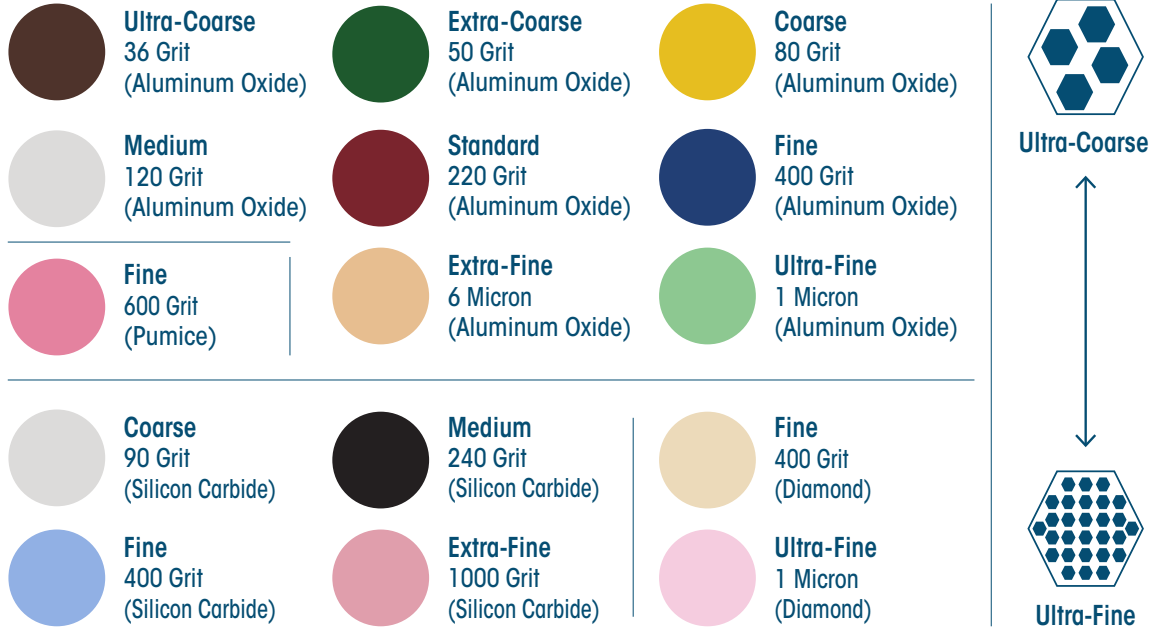 Ultra-Coarse
36 Grit
(Aluminum Oxide)
Extra-Coarse
50 Grit
(Aluminum Oxide)
Coarse
80 Grit
(Aluminum Oxide)
Medium
120 Grit
(Aluminum Oxide)
Standard
220 Grit
(Aluminum Oxide)
Fine
400 Grit
(Aluminum Oxide)
Fine
600 Grit
(Pumice)
Extra-Fine
6 Micron
(Aluminum Oxide)
Ultra-Fine
1 Micron
(Aluminum Oxide)
Coarse
90 Grit
(Silicon Carbide)
Medium
240 Grit
(Silicon Carbide)
Fine
400 Grit
(Diamond)
Fine
400 Grit
(Silicon Carbide)
Extra-Fine
1000 Grit
(Silicon Carbide)
Ultra-Fine
1 Micron
(Diamond)
Ultra-Coarse
Ultra-Fine